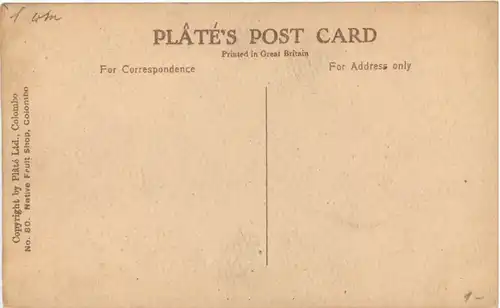 PLÂTÉ'S POST CARD
Printed in Great Britain
For Correspondence
For Address only
Copyright by Plâté Ltd., Colombo
No. 80. Native Fruit Shop, Colombo